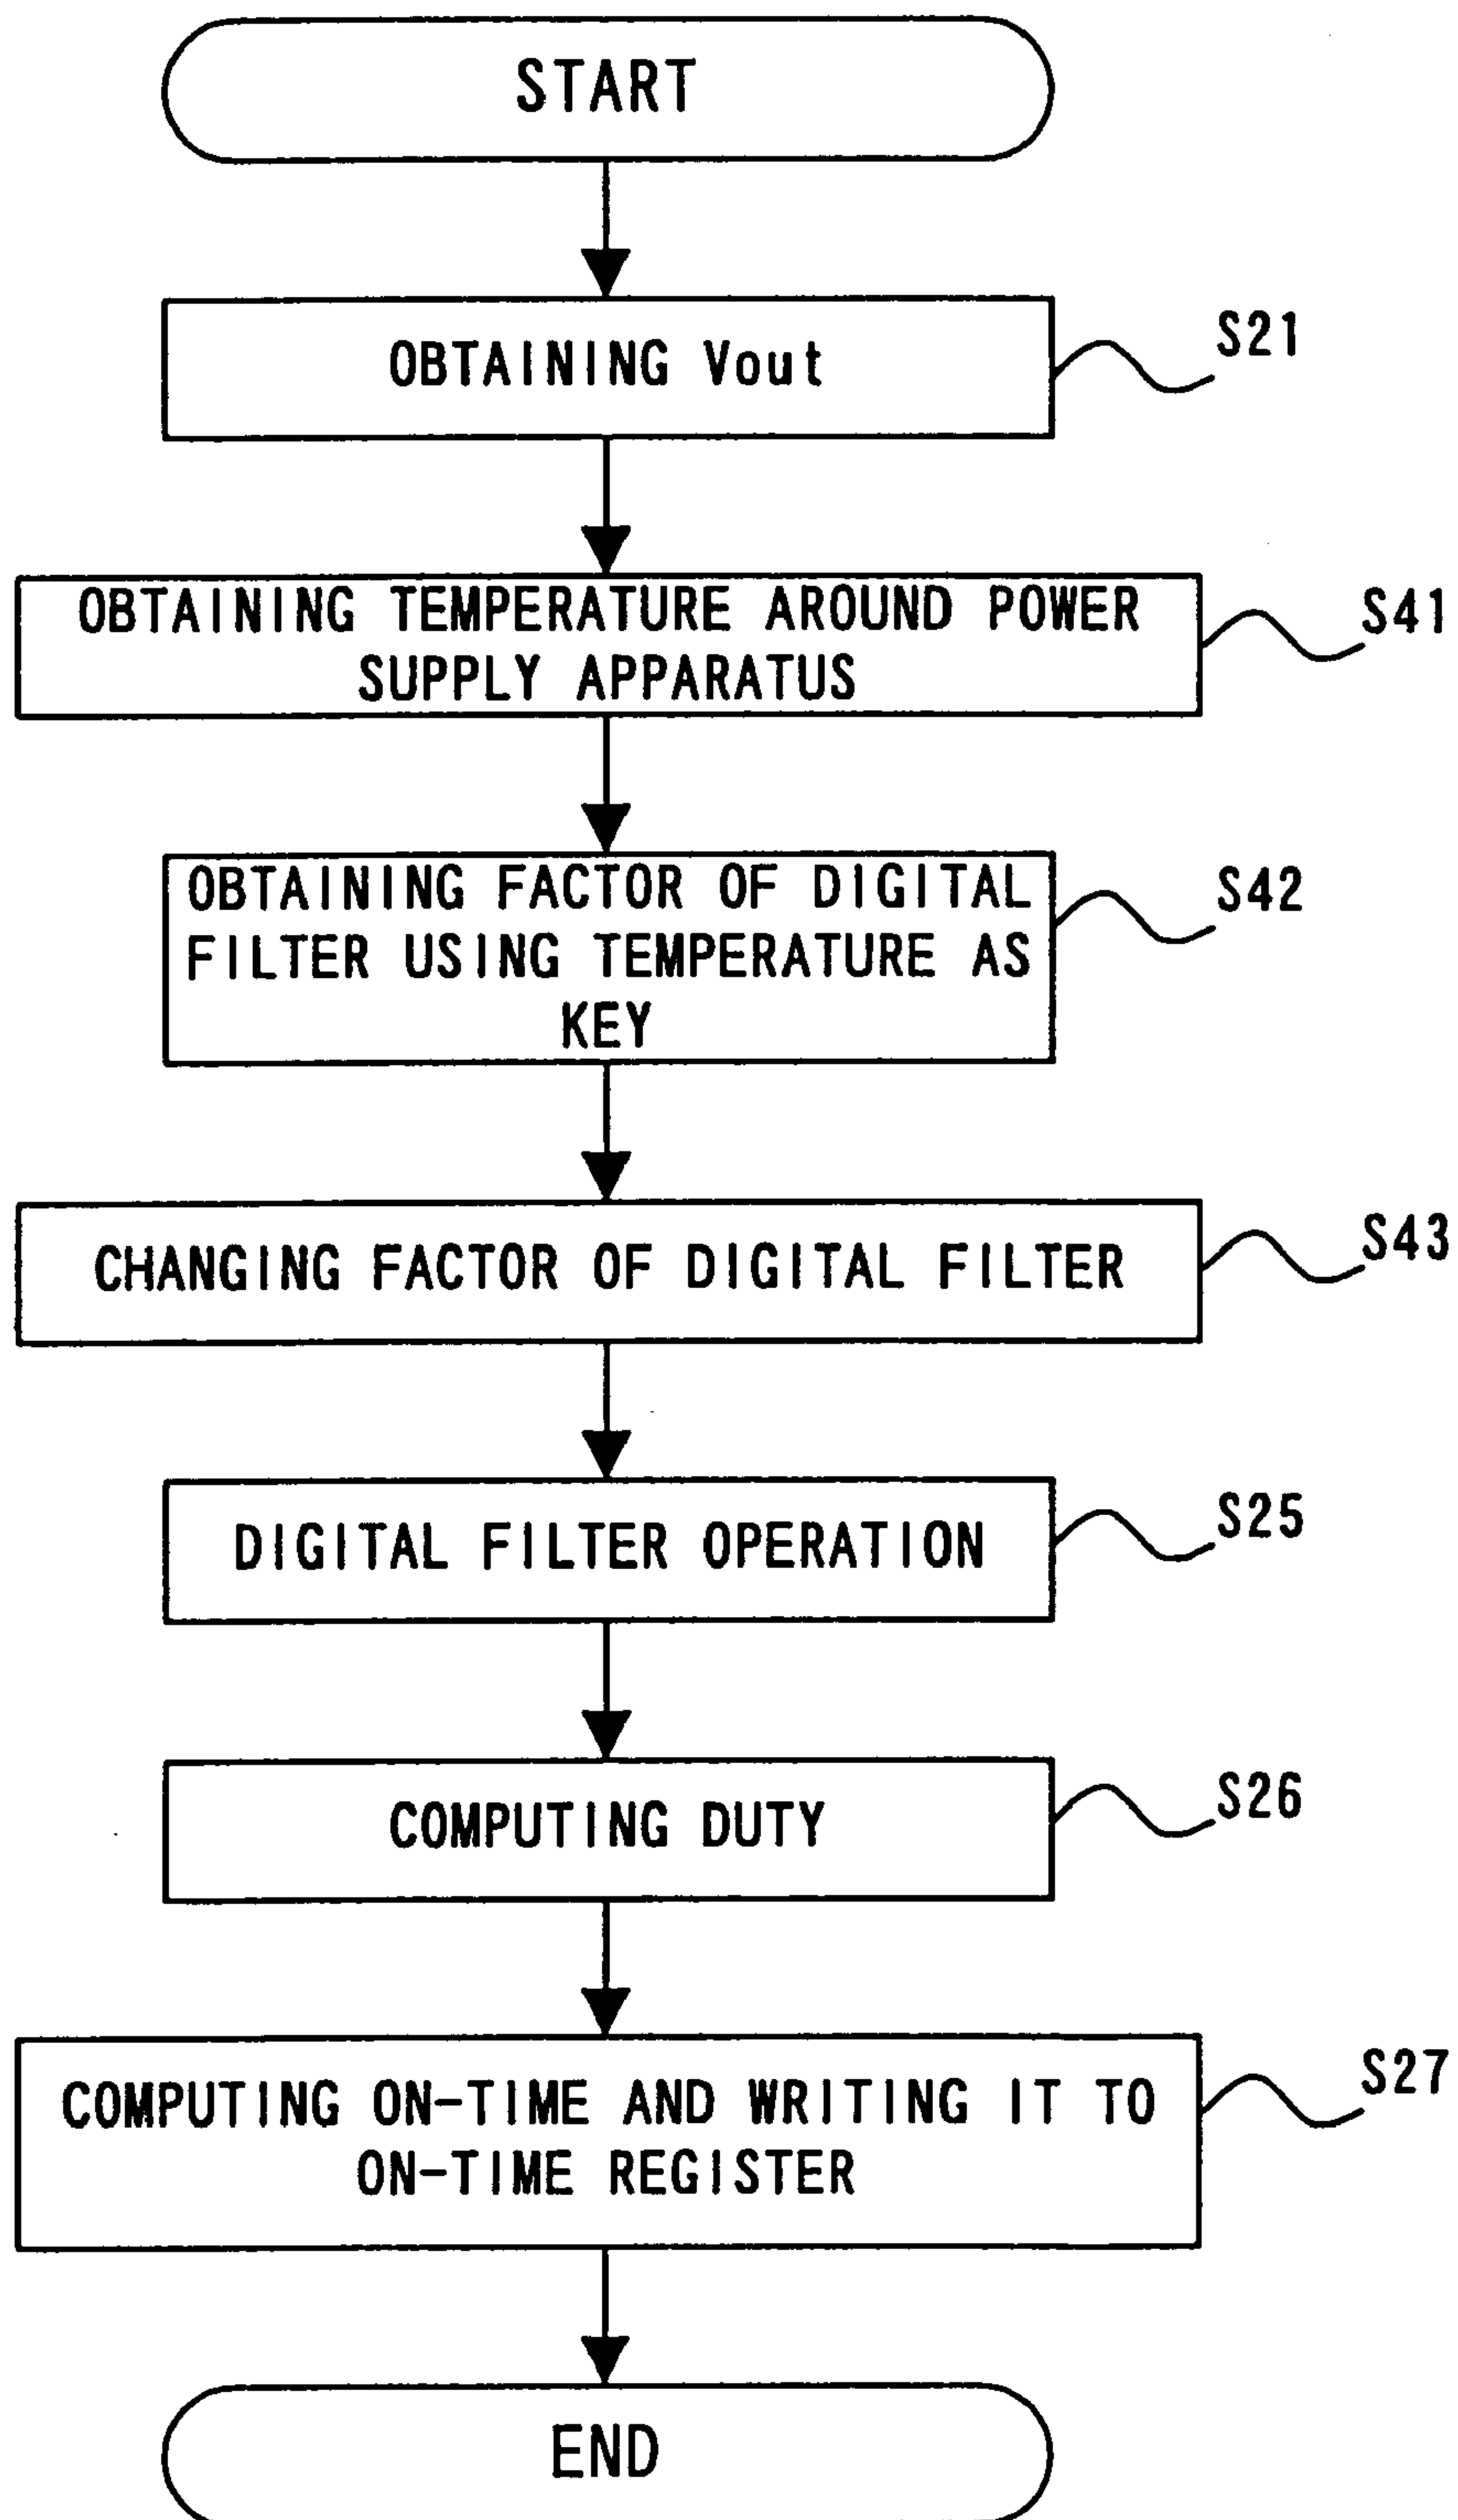 START
OBTAINING Vout
S21
OBTAINING TEMPERATURE AROUND POWER
SUPPLY APPARATUS
S41
OBTAINING FACTOR OF DIGITAL
FILTER USING TEMPERATURE AS
KEY
S42
CHANGING FACTOR OF DIGITAL FILTER
S43
DIGITAL FILTER OPERATION
S25
COMPUTING DUTY
S26
COMPUTING ON-TIME AND WRITING IT TO
ON-TIME REGISTER
S27
END